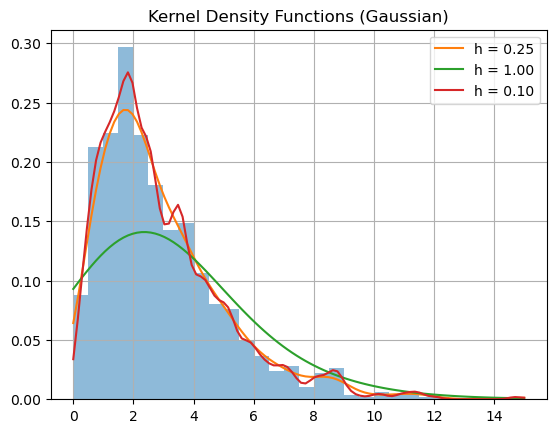 Kernel Density Functions (Gaussian)
h = 0.25
h = 1.00
h = 0.10
0.30
0.25
0.20
0.15
0.10
0.05
0.00
0 2 4 6 8 10 12 14